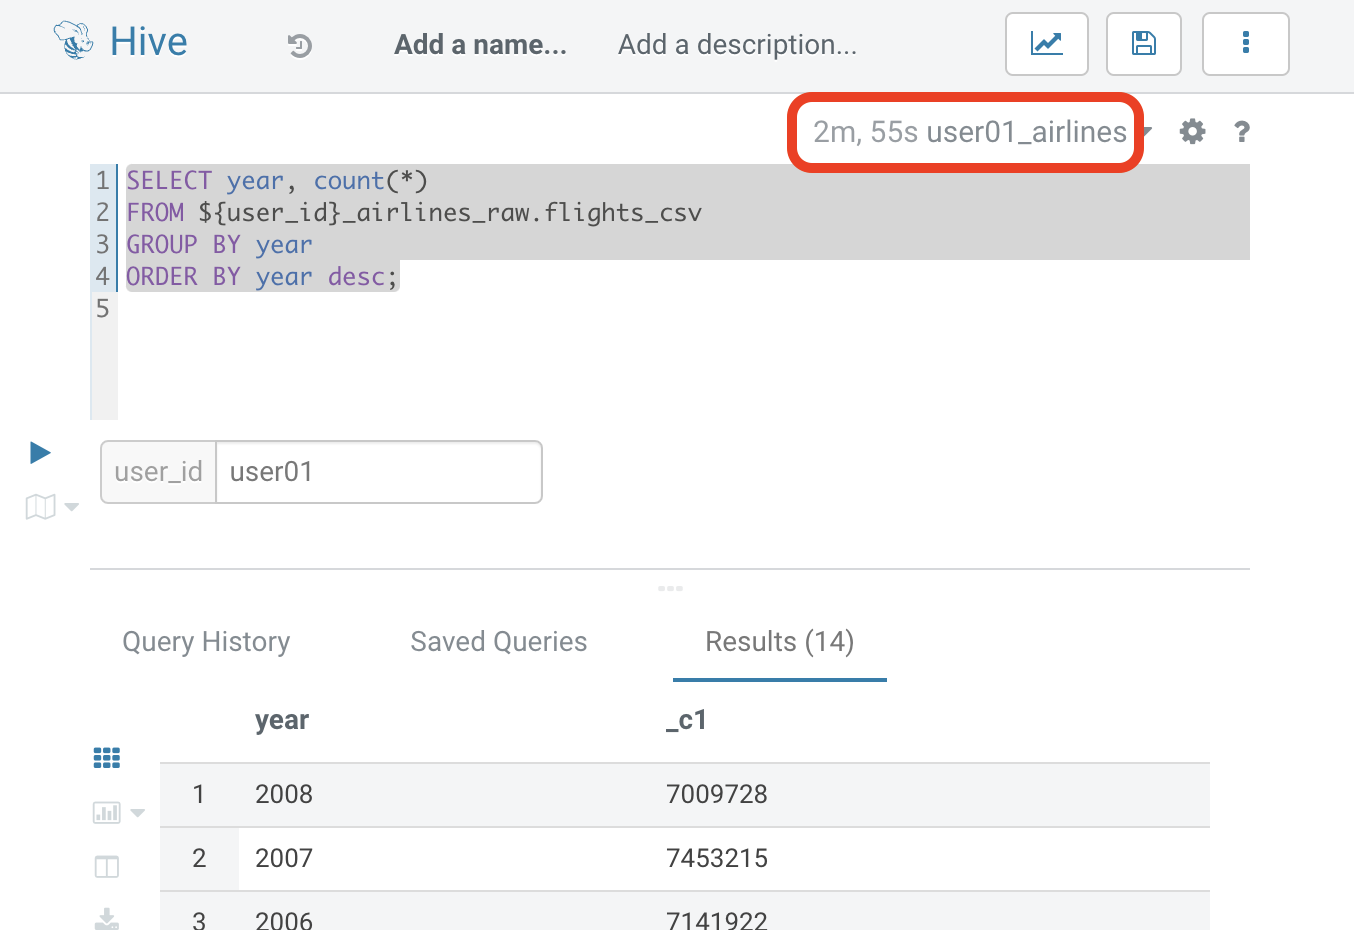 Hive Add a name... Add a description...
2m, 55s user01_airlines ?
1 SELECT year, count(*)
2 FROM ${user_id}_airlines_raw.flights_csv
3 GROUP BY year
4 ORDER BY year desc;
5
user_id user01
Query History Saved Queries Results (14)
year _c1
1 2008 7009728
2 2007 7453215
3 2006 7141922